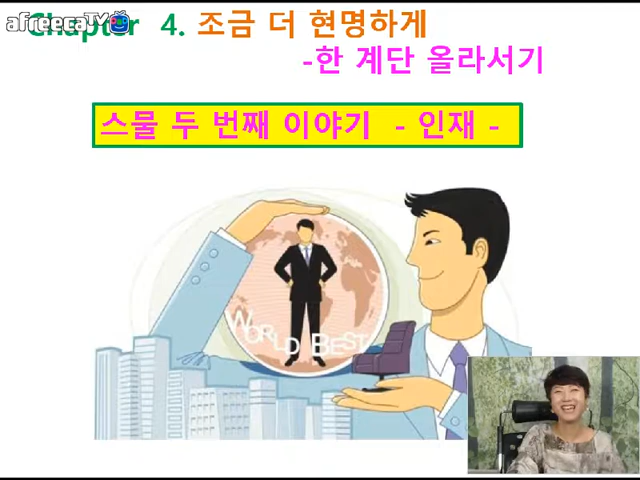 afreecaTV
Chapter 4. 조금 더 현명하게
-한 계단 올라서기
스물 두 번째 이야기 - 인재 -
WORLD BEST